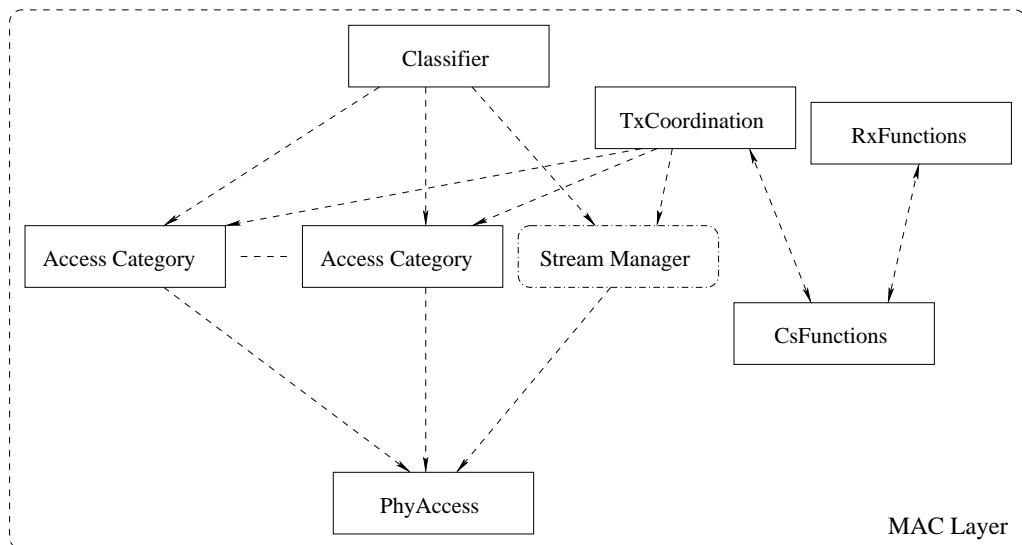 Classifier
TxCoordination
RxFunctions
Access Category
Access Category
Stream Manager
CsFunctions
PhyAccess
MAC Layer